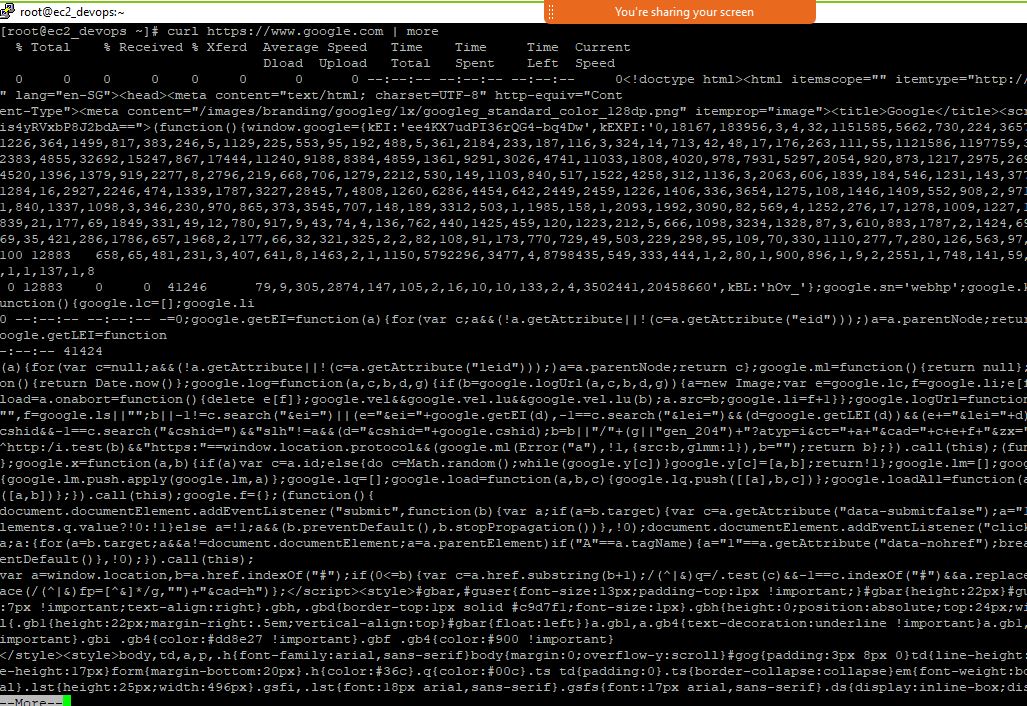 root@ec2_devops:~
You're sharing your screen
[root@ec2_devops ~]# curl https://www.google.com | more
% Total % Received % Xferd Average Speed Time Time Time Current
Dload Upload Total Spent Left Speed
0 0 0 0 0 0 0 0 --:--:-- --:--:-- --:--:-- 0<!doctype html><html itemscope="" itemtype="http:/
" lang="en-SG"><head><meta content="text/html; charset=UTF-8" http-equiv="Cont
ent-Type"><meta content="/images/branding/googleg/1x/googleg_standard_color_128dp.png" itemprop="image"><title>Google</title><scr
is4yRVxbP8J2bdA==">(function(){window.google={kEI:'ee4KX7udPI36rQG4-bq4Dw',kEXPI:'0,18167,183956,3,4,32,1151585,5662,730,224,365
1226,364,1499,817,383,246,5,1129,225,553,95,192,488,5,361,2184,233,187,116,3,324,14,713,42,48,17,176,263,111,55,1121586,1197759,3
2383,4855,32692,15247,867,17444,11240,9188,8384,4859,1361,9291,3026,4741,11033,1808,4020,978,7931,5297,2054,920,873,1217,2975,26
4520,1396,1379,919,2277,8,2796,219,668,706,1279,2212,530,149,1103,840,517,1522,4258,312,1136,3,2063,606,1839,184,546,1231,143,377
1284,16,2927,2246,474,1339,1787,3227,2845,7,4808,1260,6286,4454,642,2449,2459,1226,1406,336,3654,1275,108,1446,1409,552,908,2,97
1,840,1337,1098,3,346,230,970,865,373,3545,707,148,189,3312,503,1,1985,158,1,2093,1992,3090,82,569,4,1252,276,17,1278,1009,1227,1
839,21,177,69,1849,331,49,12,780,917,9,43,74,4,136,762,440,1425,459,120,1223,212,5,666,1098,3234,1328,87,3,610,883,1787,2,1424,6
69,35,421,286,1786,657,1968,2,177,66,32,321,325,2,2,82,108,91,173,770,729,49,503,229,298,95,109,70,330,1110,277,7,280,126,563,97
100 12883 658,65,481,231,3,407,641,8,1463,2,1,1150,5792296,3477,4,8798435,549,333,444,1,2,80,1,900,896,1,9,2,2551,1,748,141,59,
,1,1,137,1,8
0 12883 0 0 41246 79,9,305,2874,147,105,2,16,10,10,133,2,4,3502441,20458660',kBL:'hOv_'};google.sn='webhp';google.k
unction(){google.lc=[];google.li
0 --:--:-- --:--:-- -=0;google.getEI=function(a){for(var c;a&&(!a.getAttribute||!(c=a.getAttribute("eid")));)a=a.parentNode;retur
oogle.getLEI=function
-:--:-- 41424
(a){for(var c=null;a&&(!a.getAttribute||!(c=a.getAttribute("leid")));)a=a.parentNode;return c};google.ml=function(){return null};g
on(){return Date.now()};google.log=function(a,c,b,d,g){if(b=google.logUrl(a,c,b,d,g)){a=new Image;var e=google.lc,f=google.li;e[f
load=a.onabort=function(){delete e[f]};google.vel&&google.vel.lu&&google.vel.lu(b);a.src=b;google.li=f+1}};google.logUrl=function
"",f=google.ls||"";b||-1!=c.search("&ei=")||(e="&ei="+google.getEI(d),-1==c.search("&lei=")&&(d=google.getLEI(d))&&(e+="&lei="+d)
cshid&&-1==c.search("&cshid=")&&"slh"!=a&&(d="&cshid="+google.cshid);b=b||"/"+(g||"gen_204")+"?atyp=i&ct="+a+"&cad="+c+e+f+"&zx="
^http:/i.test(b)&&"https:"==window.location.protocol&&(google.ml(Error("a"),!1,{src:b,glmm:1}),b="");return b};}).call(this);(fun
};google.x=function(a,b){if(a)var c=a.id;else{do c=Math.random();while(google.y[c])}google.y[c]=[a,b];return!1};google.lm=[];goog
{google.lm.push.apply(google.lm,a)};google.lq=[];google.load=function(a,b,c){google.lq.push([[a],b,c])};google.loadAll=function(a
([a,b])};}).call(this);google.f={};(function(){
document.documentElement.addEventListener("submit",function(b){var a;if(a=b.target){var c=a.getAttribute("data-submitfalse");a="1
lements.q.value?!0:!1}else a=!1;a&&(b.preventDefault(),b.stopPropagation())},!0);document.documentElement.addEventListener("click
a;a:{for(a=b.target;a&&a!=document.documentElement;a=a.parentElement)if("A"==a.tagName){a="1"==a.getAttribute("data-nohref");brea
entDefault()},!0);}).call(this);
var a=window.location,b=a.href.indexOf("#");if(0<=b){var c=a.href.substring(b+1);/(^|&)q=/.test(c)&&-1==c.indexOf("#")&&a.replace
ace(/(^|&)fp=[^&]*/g,"")+"&cad=h")};</script><style>#gbar,#guser{font-size:13px;padding-top:1px !important;}#gbar{height:22px}#gu
:7px !important;text-align:right}.gbh,.gbd{border-top:1px solid #c9d7f1;font-size:1px}.gbh{height:0;position:absolute;top:24px;wi
l{.gb1{height:22px;margin-right:.5em;vertical-align:top}#gbar{float:left}}a.gb1,a.gb4{text-decoration:underline !important}a.gb1,
important}.gbi .gb4{color:#dd8e27 !important}.gbf .gb4{color:#900 !important}
</style><style>body,td,a,p,.h{font-family:arial,sans-serif}body{margin:0;overflow-y:scroll}#gog{padding:3px 8px 0}td{line-height:
e-height:17px}form{margin-bottom:20px}.h{color:#36c}.q{color:#00c}.ts td{padding:0}.ts{border-collapse:collapse}em{font-weight:bo
al}.lst{height:25px;width:496px}.gsfi,.lst{font:18px arial,sans-serif}.gsfs{font:17px arial,sans-serif}.ds{display:inline-box;dis
--More--